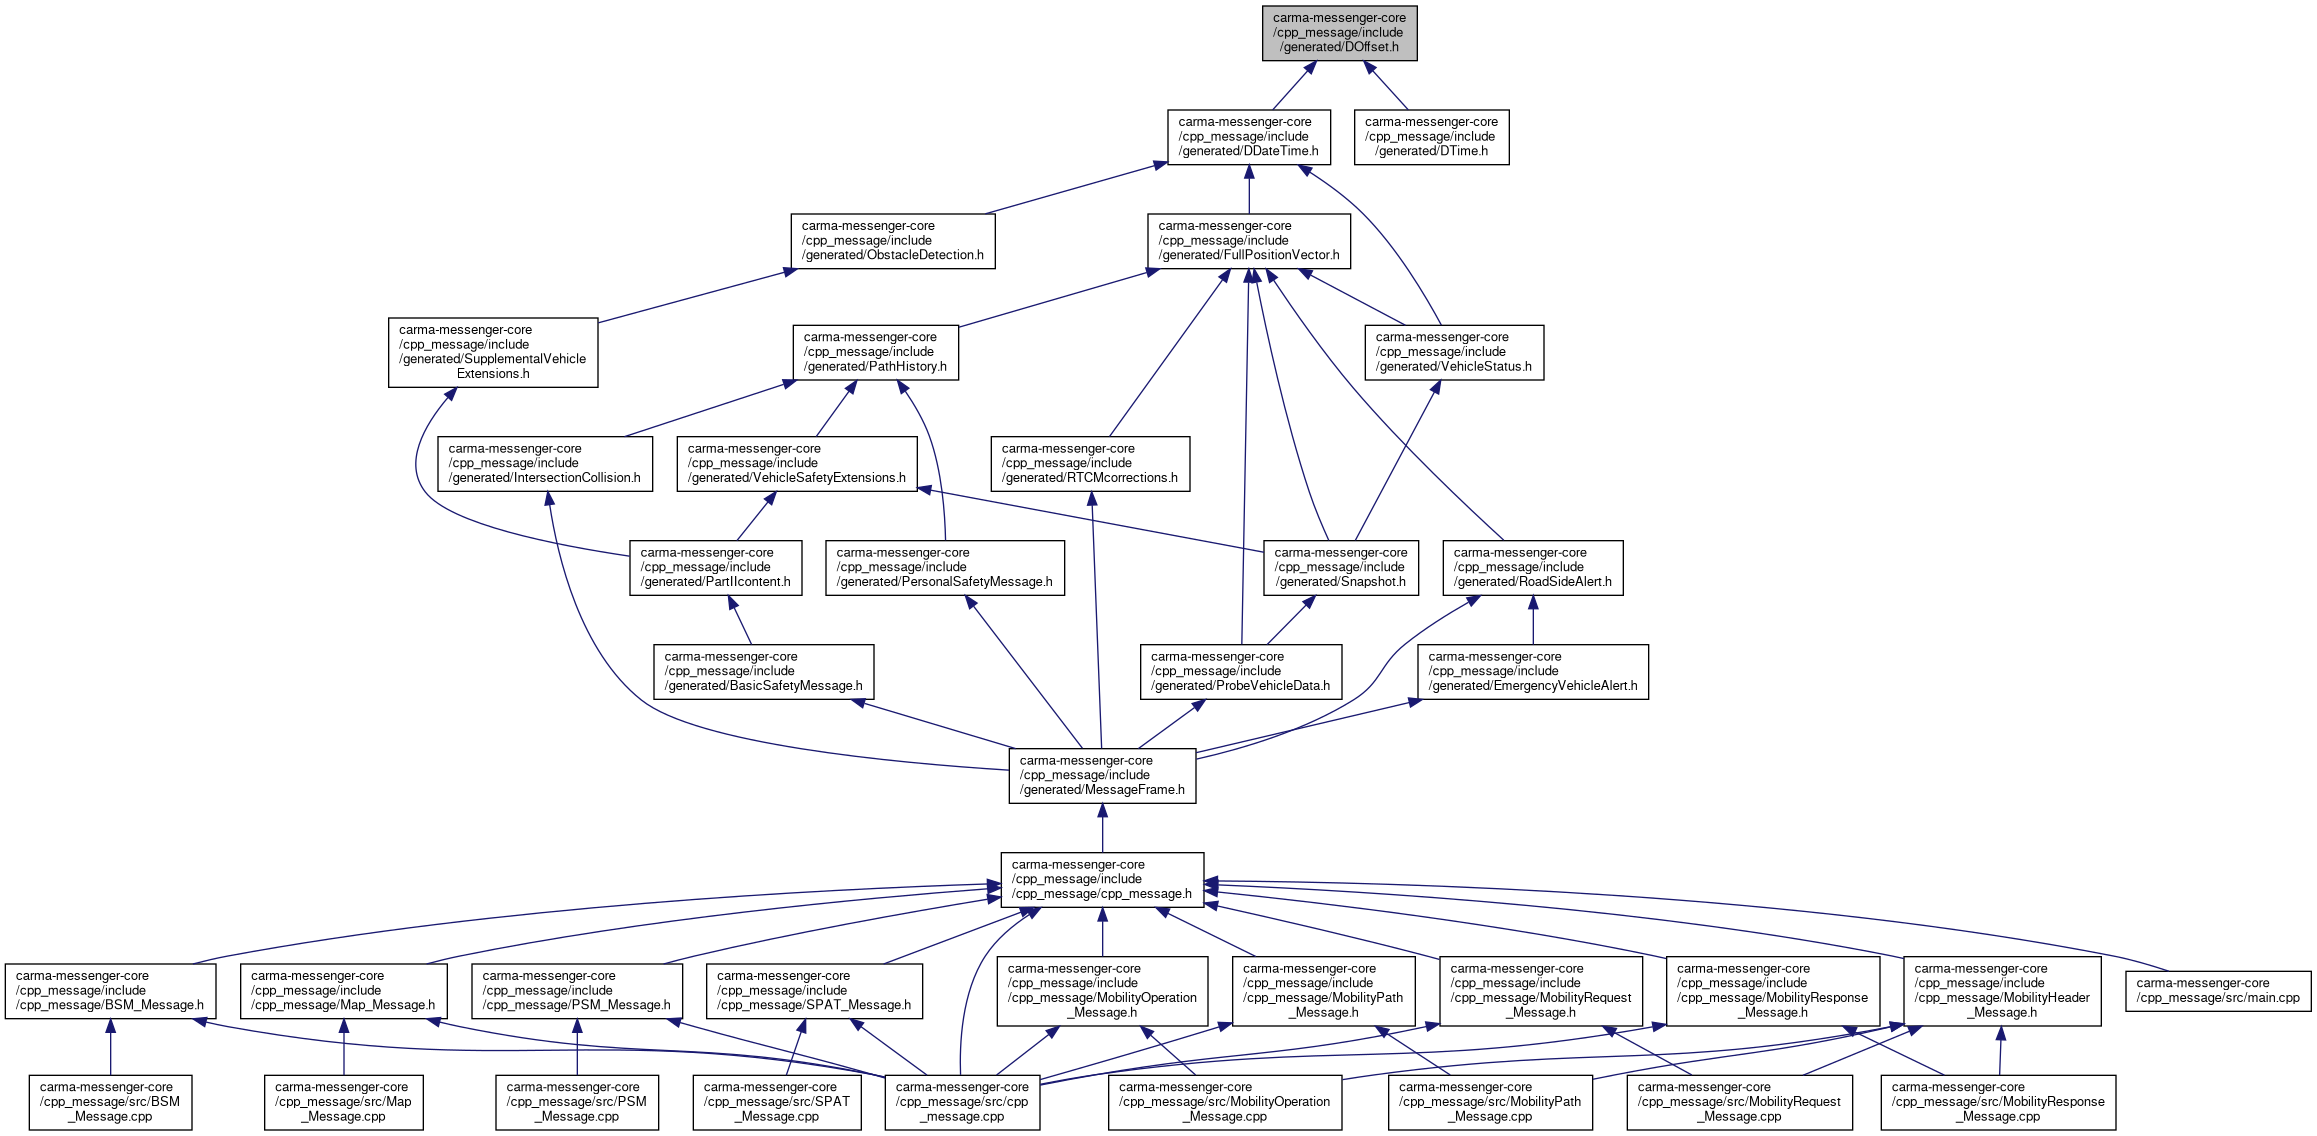 carma-messenger-core
/cpp_message/include
/generated/DOffset.h
carma-messenger-core
/cpp_message/include
/generated/DDateTime.h
carma-messenger-core
/cpp_message/include
/generated/DTime.h
carma-messenger-core
/cpp_message/include
/generated/ObstacleDetection.h
carma-messenger-core
/cpp_message/include
/generated/FullPositionVector.h
carma-messenger-core
/cpp_message/include
/generated/SupplementalVehicle
Extensions.h
carma-messenger-core
/cpp_message/include
/generated/PathHistory.h
carma-messenger-core
/cpp_message/include
/generated/VehicleStatus.h
carma-messenger-core
/cpp_message/include
/generated/IntersectionCollision.h
carma-messenger-core
/cpp_message/include
/generated/VehicleSafetyExtensions.h
carma-messenger-core
/cpp_message/include
/generated/RTCMcorrections.h
carma-messenger-core
/cpp_message/include
/generated/PartIIcontent.h
carma-messenger-core
/cpp_message/include
/generated/PersonalSafetyMessage.h
carma-messenger-core
/cpp_message/include
/generated/Snapshot.h
carma-messenger-core
/cpp_message/include
/generated/RoadSideAlert.h
carma-messenger-core
/cpp_message/include
/generated/BasicSafetyMessage.h
carma-messenger-core
/cpp_message/include
/generated/ProbeVehicleData.h
carma-messenger-core
/cpp_message/include
/generated/EmergencyVehicleAlert.h
carma-messenger-core
/cpp_message/include
/generated/MessageFrame.h
carma-messenger-core
/cpp_message/include
/cpp_message/cpp_message.h
carma-messenger-core
/cpp_message/include
/cpp_message/BSM_Message.h
carma-messenger-core
/cpp_message/include
/cpp_message/Map_Message.h
carma-messenger-core
/cpp_message/include
/cpp_message/PSM_Message.h
carma-messenger-core
/cpp_message/include
/cpp_message/SPAT_Message.h
carma-messenger-core
/cpp_message/include
/cpp_message/MobilityOperation
_Message.h
carma-messenger-core
/cpp_message/include
/cpp_message/MobilityPath
_Message.h
carma-messenger-core
/cpp_message/include
/cpp_message/MobilityRequest
_Message.h
carma-messenger-core
/cpp_message/include
/cpp_message/MobilityResponse
_Message.h
carma-messenger-core
/cpp_message/include
/cpp_message/MobilityHeader
_Message.h
carma-messenger-core
/cpp_message/src/main.cpp
carma-messenger-core
/cpp_message/src/BSM
_Message.cpp
carma-messenger-core
/cpp_message/src/Map
_Message.cpp
carma-messenger-core
/cpp_message/src/PSM
_Message.cpp
carma-messenger-core
/cpp_message/src/SPAT
_Message.cpp
carma-messenger-core
/cpp_message/src/cpp
_message.cpp
carma-messenger-core
/cpp_message/src/MobilityOperation
_Message.cpp
carma-messenger-core
/cpp_message/src/MobilityPath
_Message.cpp
carma-messenger-core
/cpp_message/src/MobilityRequest
_Message.cpp
carma-messenger-core
/cpp_message/src/MobilityResponse
_Message.cpp